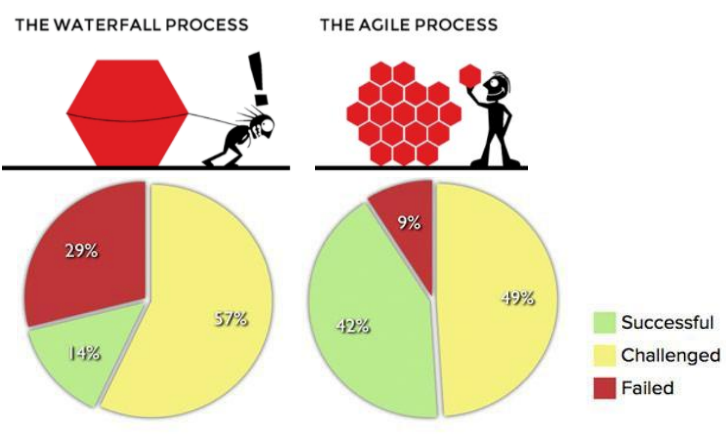 THE WATERFALL PROCESS
THE AGILE PROCESS
!
29%
57%
14%
9%
42%
49%
Successful
Challenged
Failed